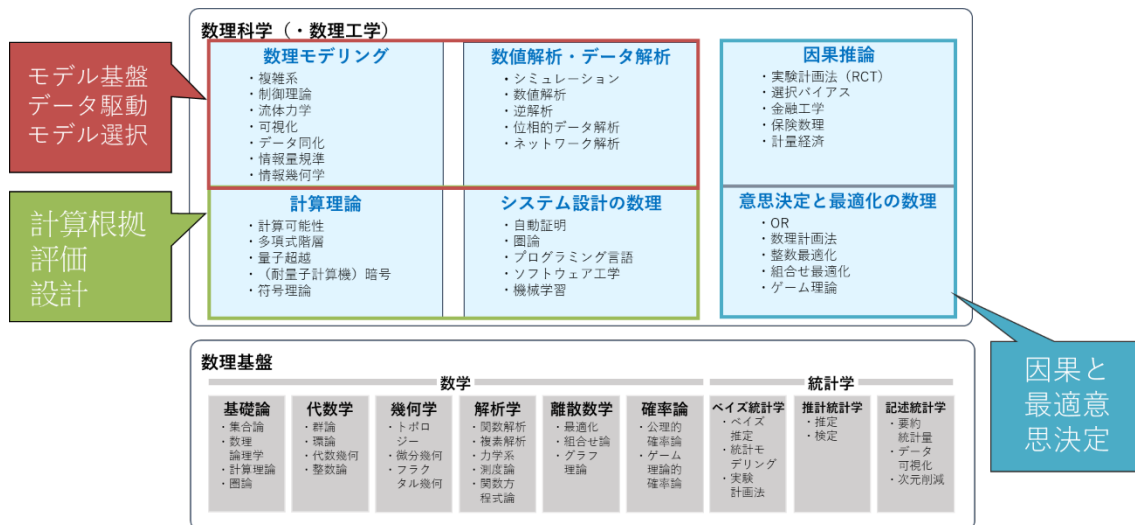 数理科学(・数理工学)
モデル基盤
データ駆動
モデル選択
数理モデリング
・複雑系
・制御理論
・流体力学
・可視化
・データ同化
・情報量規準
・情報幾何学
数値解析・データ解析
・シミュレーション
・数値解析
・逆解析
・位相的データ解析
・ネットワーク解析
因果推論
・実験計画法(RCT)
・選択バイアス
・金融工学
・保険数理
・計量経済
計算根拠
評価
設計
計算理論
・計算可能性
・多項式階層
・量子超越
・(耐量子計算機)暗号
・符号理論
システム設計の数理
・自動証明
・圏論
・プログラミング言語
・ソフトウェア工学
・機械学習
意思決定と最適化の数理
・OR
・数理計画法
・整数最適化
・組合せ最適化
・ゲーム理論
因果と
最適意
思決定
数理基盤
数学
統計学
基礎論
・集合論
・数理
論理学
・計算理論
・圏論
代数学
・群論
・環論
・代数幾何
・整数論
幾何学
・トポロ
ジー
・微分幾何
・フラク
タル幾何
解析学
・関数解析
・複素解析
・力学系
・測度論
・関数方
程式論
離散数学
・最適化
・組合せ論
・グラフ
理論
確率論
・公理的
確率論
・ゲーム
理論的
確率論
ベイズ統計学
・ベイズ
推定
・統計モ
デリング
・実験
計画法
推計統計学
・推定
・検定
記述統計学
・要約
統計量
・データ
可視化
・次元削減